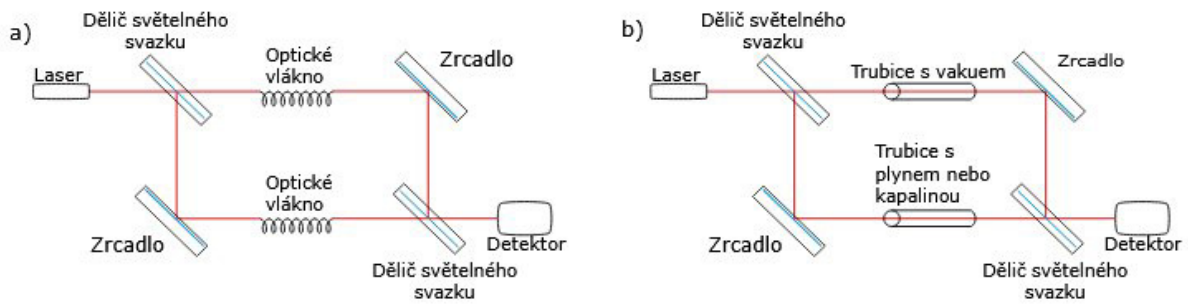 a)
Dělič světelného
svazku
Optické
vlákno
Zrcadlo
Laser
Optické
vlákno
Zrcadlo
Detektor
Dělič světelného
svazku
b)
Dělič světelného
svazku
Zrcadlo
Laser
Trubice s vakuem
Trubice s
plynem nebo
kapalinou
Zrcadlo
Detektor
Dělič světelného
svazku